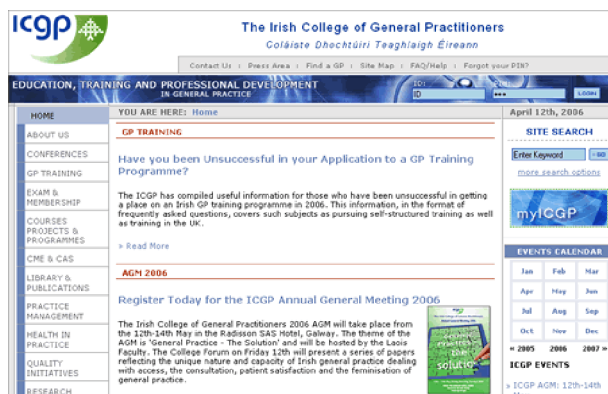 icgp
The Irish College of General Practitioners
Coláiste Dhochtúirí Teaghlaigh Éireann
Contact Us | Press Area | Find a GP | Site Map | FAQ/Help | Forgot your PIN?
EDUCATION, TRAINING AND PROFESSIONAL DEVELOPMENT
IN GENERAL PRACTICE
ID:
ID
PIN:
LOGIN
HOME
ABOUT US
CONFERENCES
GP TRAINING
EXAM &
MEMBERSHIP
COURSES
PROJECTS &
PROGRAMMES
CME & CAS
LIBRARY &
PUBLICATIONS
PRACTICE
MANAGEMENT
HEALTH IN
PRACTICE
QUALITY
INITIATIVES
RESEARCH
YOU ARE HERE: Home
GP TRAINING
Have you been Unsuccessful in your Application to a GP Training
Programme?
The ICGP has compiled useful information for those who have been unsuccessful in getting
a place on an Irish GP training programme in 2006. This information, in the format of
frequently asked questions, covers such subjects as pursuing self-structured training as well
as training in the UK.
» Read More
AGM 2006
Register Today for the ICGP Annual General Meeting 2006
The Irish College of General Practitioners 2006 AGM will take place from
the 12th-14th May in the Radisson SAS Hotel, Galway. The theme of the
AGM is 'General Practice - The Solution' and will be hosted by the Laois
Faculty. The College Forum on Friday 12th will present a series of papers
reflecting the unique nature and capacity of Irish general practice dealing
with access, the consultation, patient satisfaction and the feminisation of
general practice.
the
solution
April 12th, 2006
SITE SEARCH
Enter Keyword
GO
more search options
myICGP
EVENTS CALENDAR
Jan Feb Mar
Apr May Jun
Jul Aug Sep
Oct Nov Dec
« 2005 2006 2007 »
ICGP EVENTS
» ICGP AGM: 12th-14th